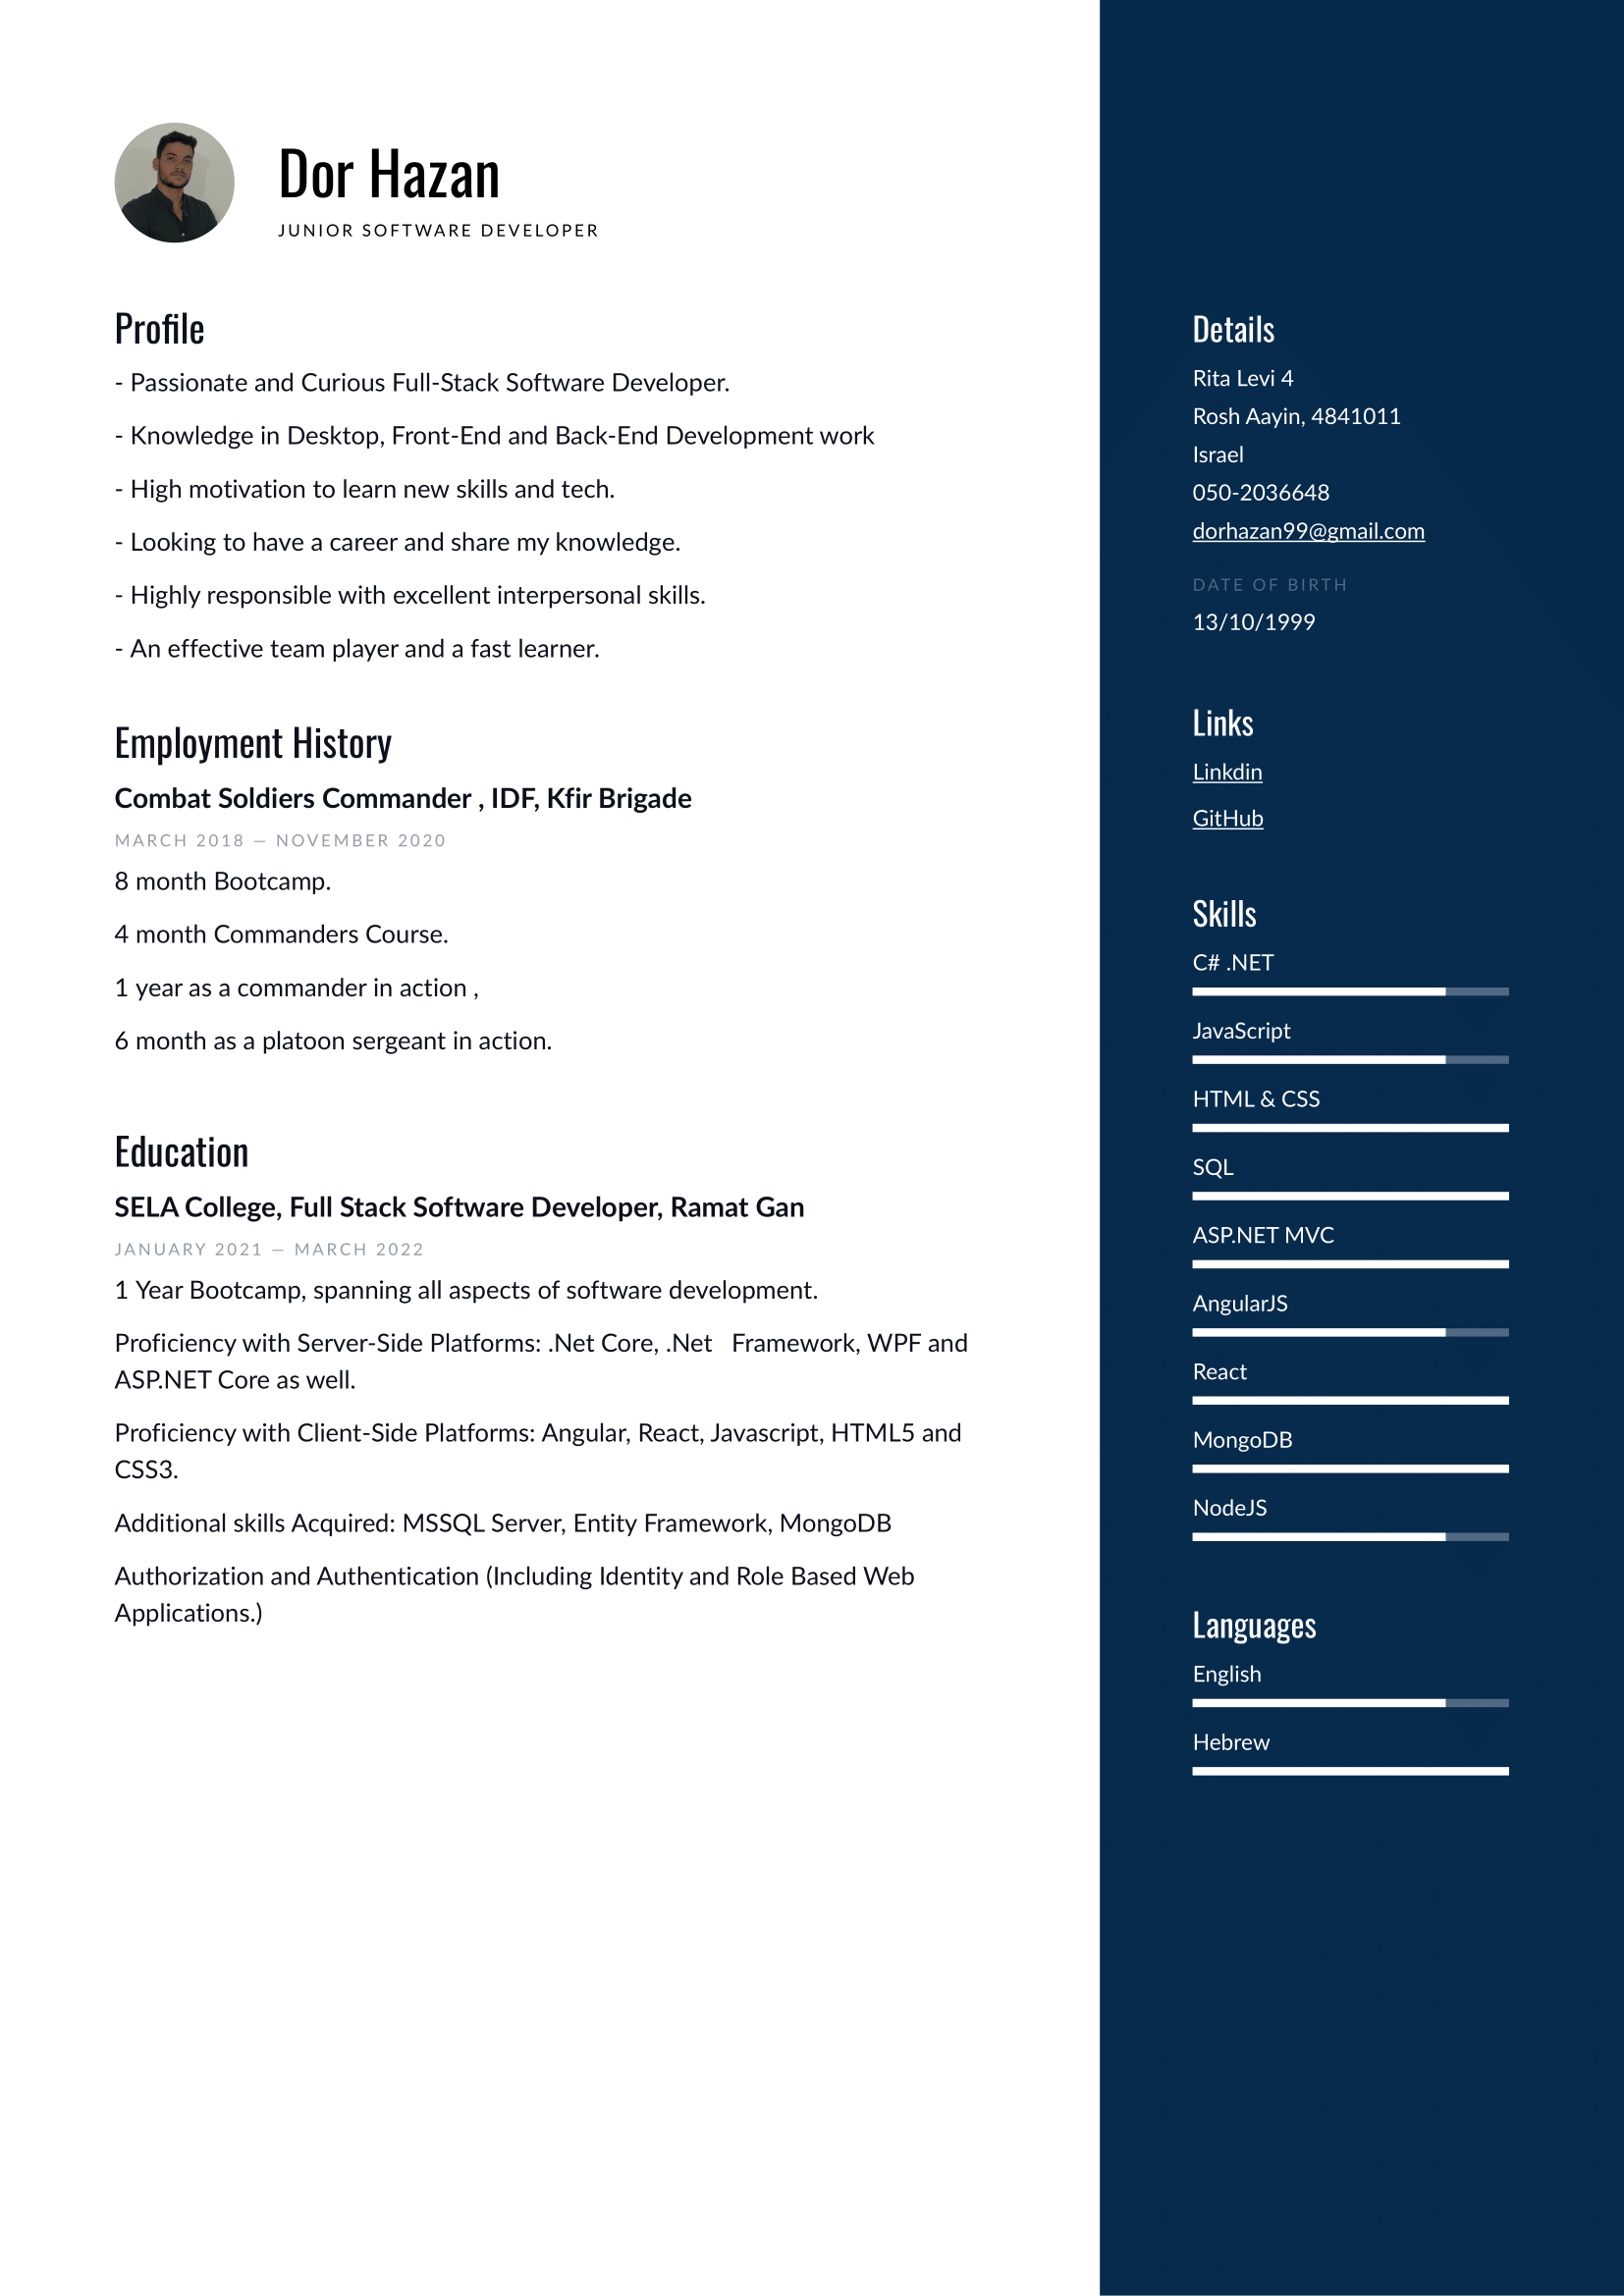 Dor Hazan
JUNIOR SOFTWARE DEVELOPER
Profile
- Passionate and Curious Full-Stack Software Developer.
- Knowledge in Desktop, Front-End and Back-End Development work
- High motivation to learn new skills and tech.
- Looking to have a career and share my knowledge.
- Highly responsible with excellent interpersonal skills.
- An effective team player and a fast learner.
Employment History
Combat Soldiers Commander , IDF, Kfir Brigade
MARCH 2018 — NOVEMBER 2020
8 month Bootcamp.
4 month Commanders Course.
1 year as a commander in action ,
6 month as a platoon sergeant in action.
Education
SELA College, Full Stack Software Developer, Ramat Gan
JANUARY 2021 — MARCH 2022
1 Year Bootcamp, spanning all aspects of software development.
Proficiency with Server-Side Platforms: .Net Core, .Net   Framework, WPF and
ASP.NET Core as well.
Proficiency with Client-Side Platforms: Angular, React, Javascript, HTML5 and
CSS3.
Additional skills Acquired: MSSQL Server, Entity Framework, MongoDB
Authorization and Authentication (Including Identity and Role Based Web
Applications.)
Details
Rita Levi 4
Rosh Aayin, 4841011
Israel
050-2036648
dorhazan99@gmail.com
DATE OF BIRTH
13/10/1999
Links
Linkdin
GitHub
Skills
C# .NET
JavaScript
HTML & CSS
SQL
ASP.NET MVC
AngularJS
React
MongoDB
NodeJS
Languages
English
Hebrew